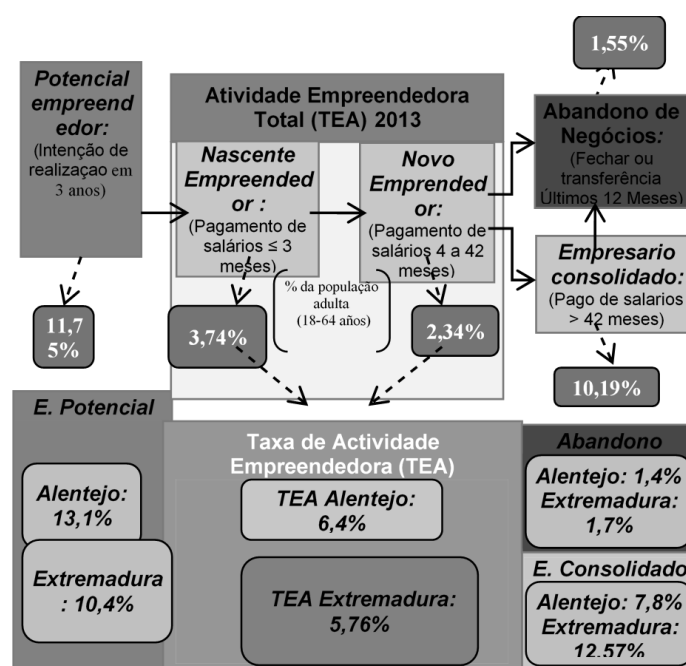 1,55%
Potencial
empreend
edor:
(Intenção de
realizaçao em
3 anos)
Atividade Empreendedora
Total (TEA) 2013
Nascente
Empreended
or :
(Pagamento de
salários ≤ 3
meses)
Novo
Emprended
or:
(Pagamento de
salários 4 a 42
meses)
Abandono de
Negócios:
(Fechar ou
transferência
Últimos 12 Meses)
Empresario
consolidado:
(Pago de salarios
> 42 meses)
% da população
adulta
(18-64 años)
11,7
5%
3,74%
2,34%
10,19%
E. Potencial
Alentejo:
13,1%
Extremadura
: 10,4%
Taxa de Actividade
Empreendedora (TEA)
TEA Alentejo:
6,4%
TEA Extremadura:
5,76%
Abandono
Alentejo: 1,4%
Extremadura:
1,7%
E. Consolidado
Alentejo: 7,8%
Extremadura:
12,57%